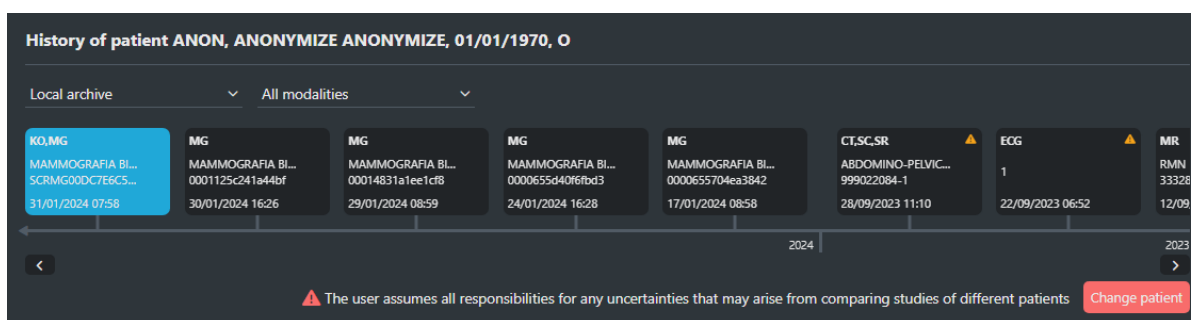 History of patient ANON, ANONYMIZE ANONYMIZE, 01/01/1970, O
Local archive
All modalities
KO,MG
MAMMOGRAFIA BI...
SCRMG00DC7E6C5...
31/01/2024 07:58
MG
MAMMOGRAFIA BI...
0001125c241a44bf
30/01/2024 16:26
MG
MAMMOGRAFIA BI...
00014831a1ee1cf8
29/01/2024 08:59
MG
MAMMOGRAFIA BI...
0000655d40f6fbd3
24/01/2024 16:28
MG
MAMMOGRAFIA BI...
0000655704ea3842
17/01/2024 08:58
CT,SC,SR
ABDOMINO-PELVIC...
999022084-1
28/09/2023 11:10
ECG
1
22/09/2023 06:52
MR
RMN
33328
12/09
2024
2023
The user assumes all responsibilities for any uncertainties that may arise from comparing studies of different patients
Change patient